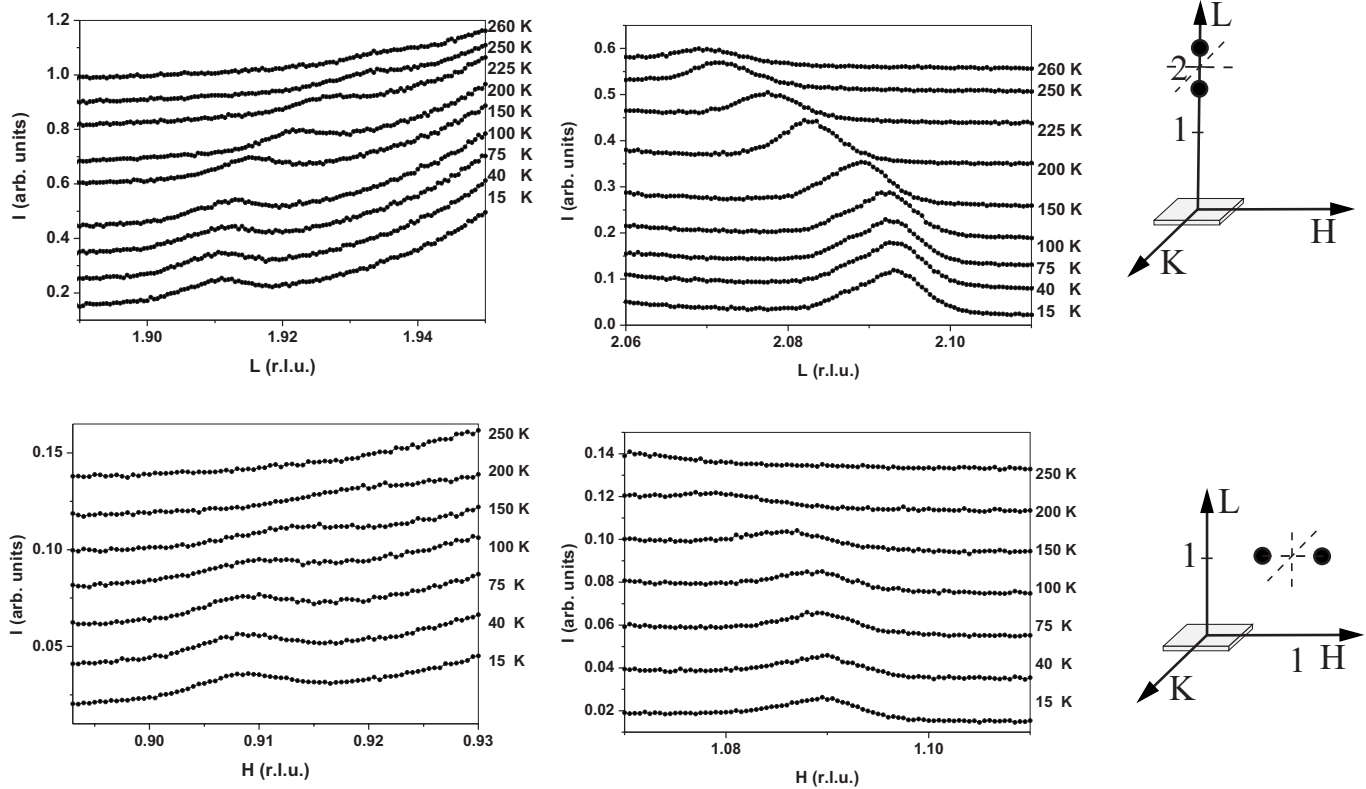 1.2
1.0
0.8
0.6
0.4
0.2
I (arb. units)
260 K
250 K
225 K
200 K
150 K
100 K
75 K
40 K
15 K
1.90
1.92
1.94
L (r.l.u.)
0.6
0.5
0.4
0.3
0.2
0.1
0.0
I (arb. units)
260 K
250 K
225 K
200 K
150 K
100 K
75 K
40 K
15 K
2.06
2.08
2.10
L (r.l.u.)
L
2
1
H
K
0.15
0.10
0.05
I (arb. units)
250 K
200 K
150 K
100 K
75 K
40 K
15 K
0.90
0.91
0.92
0.93
H (r.l.u.)
0.14
0.12
0.10
0.08
0.06
0.04
0.02
I (arb. units)
250 K
200 K
150 K
100 K
75 K
40 K
15 K
1.08
1.10
H (r.l.u.)
L
1
1 H
K